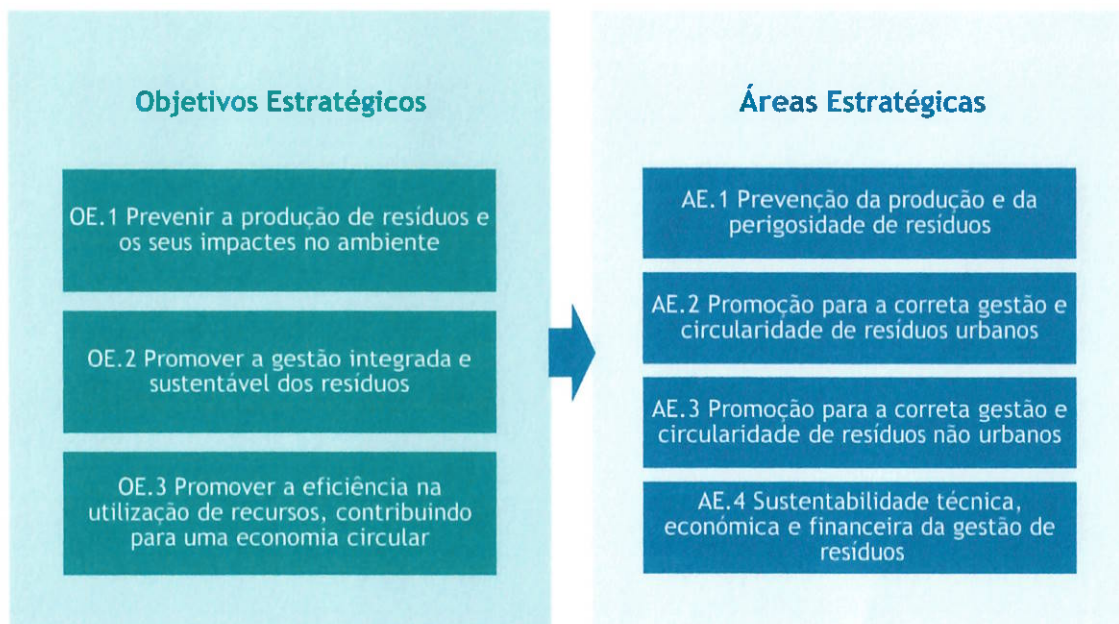 Objetivos Estratégicos
OE.1 Prevenir a produção de resíduos e
os seus impactes no ambiente
OE.2 Promover a gestão integrada e
sustentável dos resíduos
OE.3 Promover a eficiência na
utilização de recursos, contribuindo
para uma economia circular
Áreas Estratégicas
AE.1 Prevenção da produção e da
perigosidade de resíduos
AE.2 Promoção para a correta gestão e
circularidade de resíduos urbanos
AE.3 Promoção para a correta gestão e
circularidade de resíduos não urbanos
AE.4 Sustentabilidade técnica,
económica e financeira da gestão de
resíduos